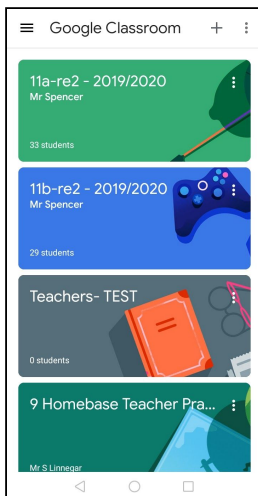 Google Classroom
11a-re2 - 2019/2020
Mr Spencer
33 students
11b-re2 - 2019/2020
Mr Spencer
29 students
Teachers- TEST
0 students
9 Homebase Teacher Pra...
Mr S Linnegar